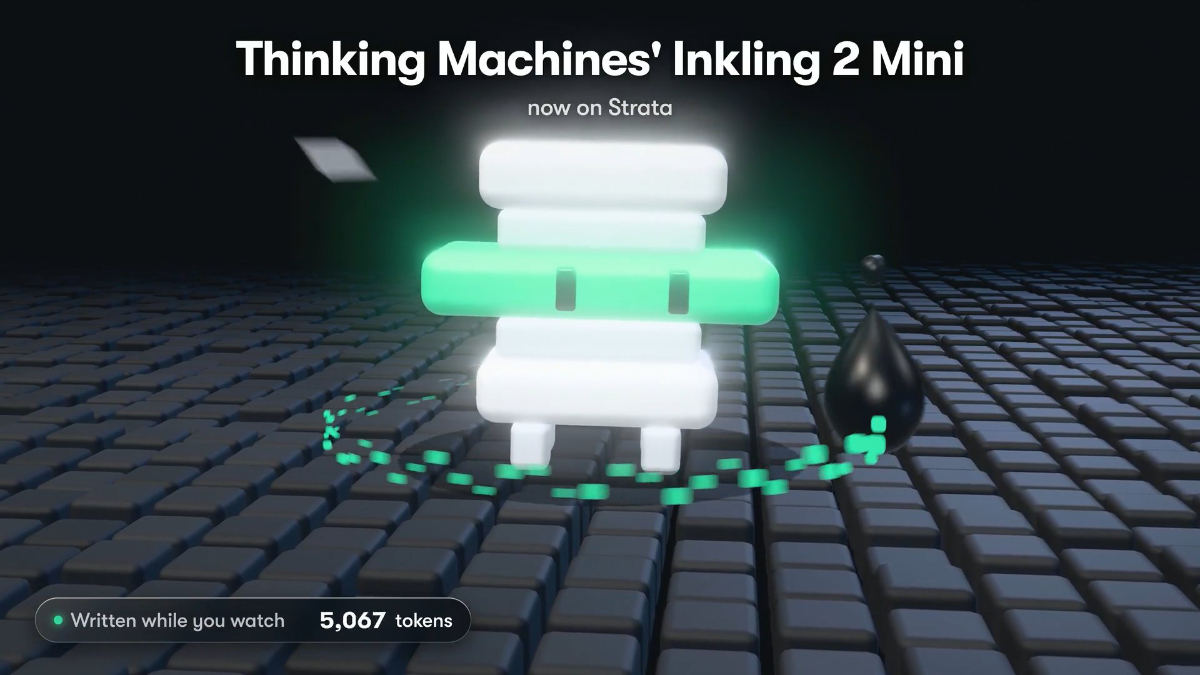 Thinking Machines' Inkling 2 Mini
now on Strata
Written while you watch 5,067 tokens